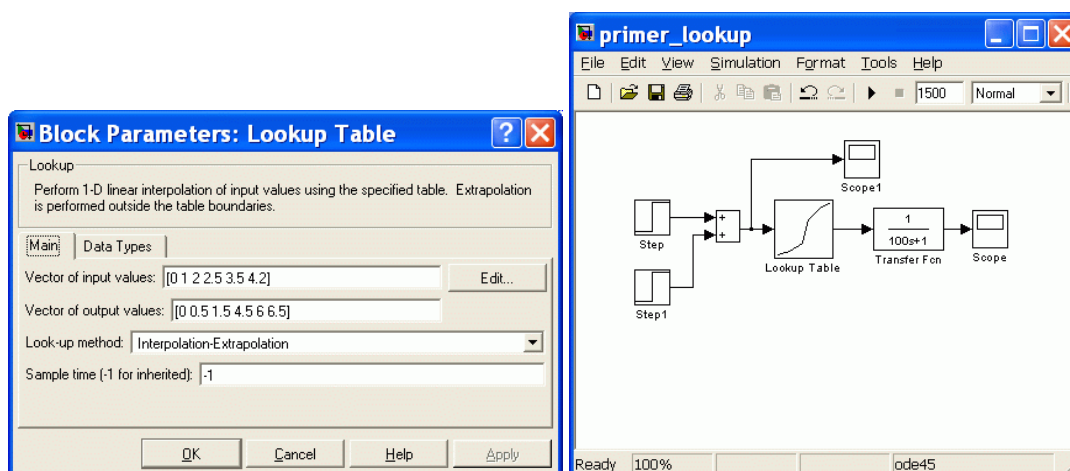 Block Parameters: Lookup Table
Lookup
Perform 1-D linear interpolation of input values using the specified table. Extrapolation
is performed outside the table boundaries.
Main Data Types
Vector of input values: [0 1 2 2.5 3.5 4.2] Edit...
Vector of output values: [0 0.5 1.5 4.5 6 6.5]
Look-up method: Interpolation-Extrapolation
Sample time (-1 for inherited): -1
OK Cancel Help Apply
primer_lookup
File Edit View Simulation Format Tools Help
1500 Normal
Scope1
Step
Lookup Table
1
100s+1
Transfer Fcn
Scope
Step1
Ready 100% ode45